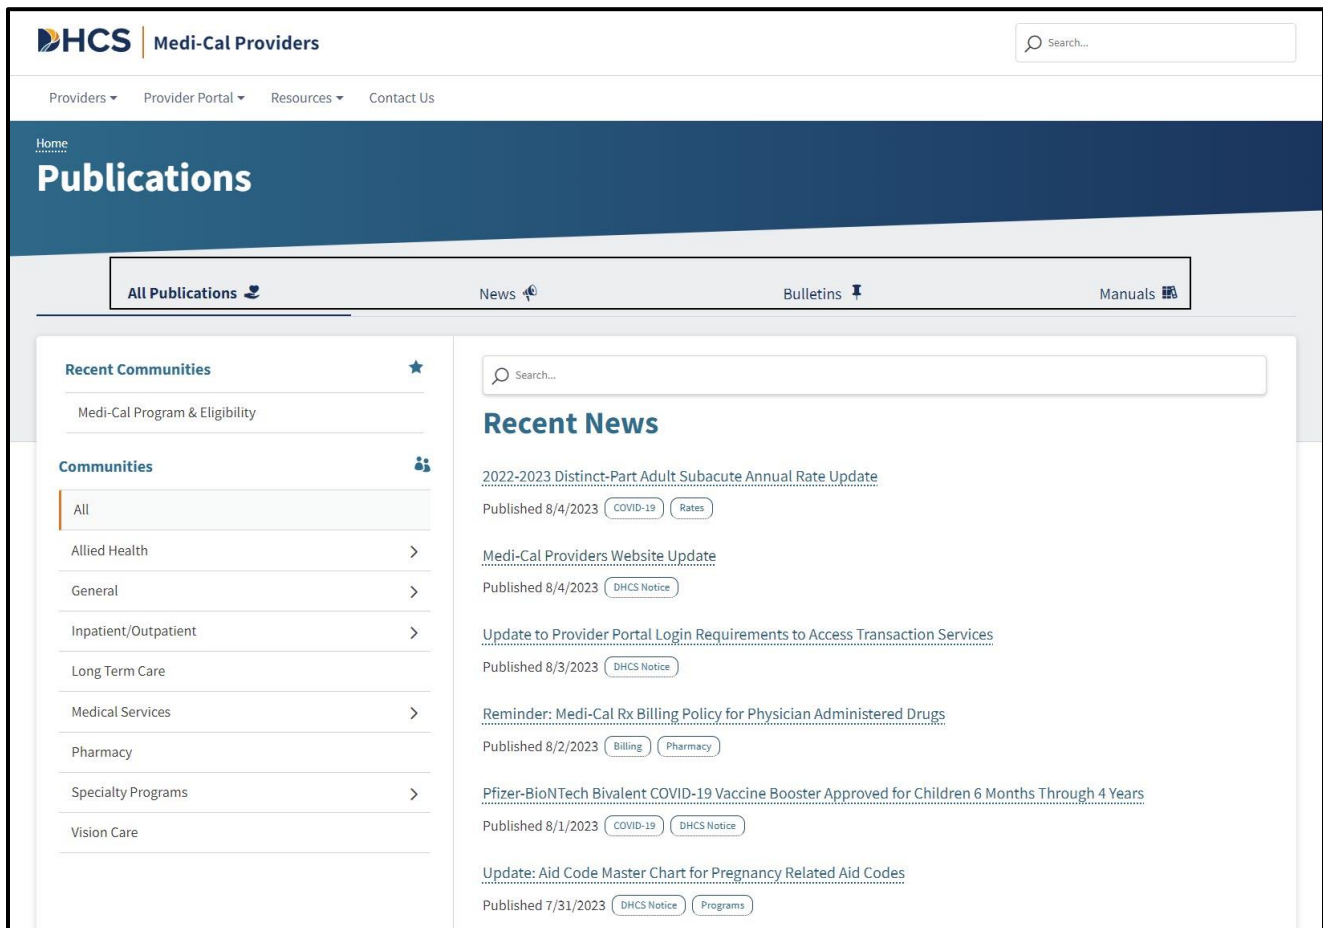 DHCS Medi-Cal Providers
Search...
Providers Provider Portal Resources Contact Us
Home
Publications
All Publications News Bulletins Manuals
Recent Communities
Medi-Cal Program & Eligibility
Communities
All
Allied Health
General
Inpatient/Outpatient
Long Term Care
Medical Services
Pharmacy
Specialty Programs
Vision Care
Search...
Recent News
2022-2023 Distinct-Part Adult Subacute Annual Rate Update
Published 8/4/2023 COVID-19 Rates
Medi-Cal Providers Website Update
Published 8/4/2023 DHCS Notice
Update to Provider Portal Login Requirements to Access Transaction Services
Published 8/3/2023 DHCS Notice
Reminder: Medi-Cal Rx Billing Policy for Physician Administered Drugs
Published 8/2/2023 Billing Pharmacy
Pfizer-BioNTech Bivalent COVID-19 Vaccine Booster Approved for Children 6 Months Through 4 Years
Published 8/1/2023 COVID-19 DHCS Notice
Update: Aid Code Master Chart for Pregnancy Related Aid Codes
Published 7/31/2023 DHCS Notice Programs